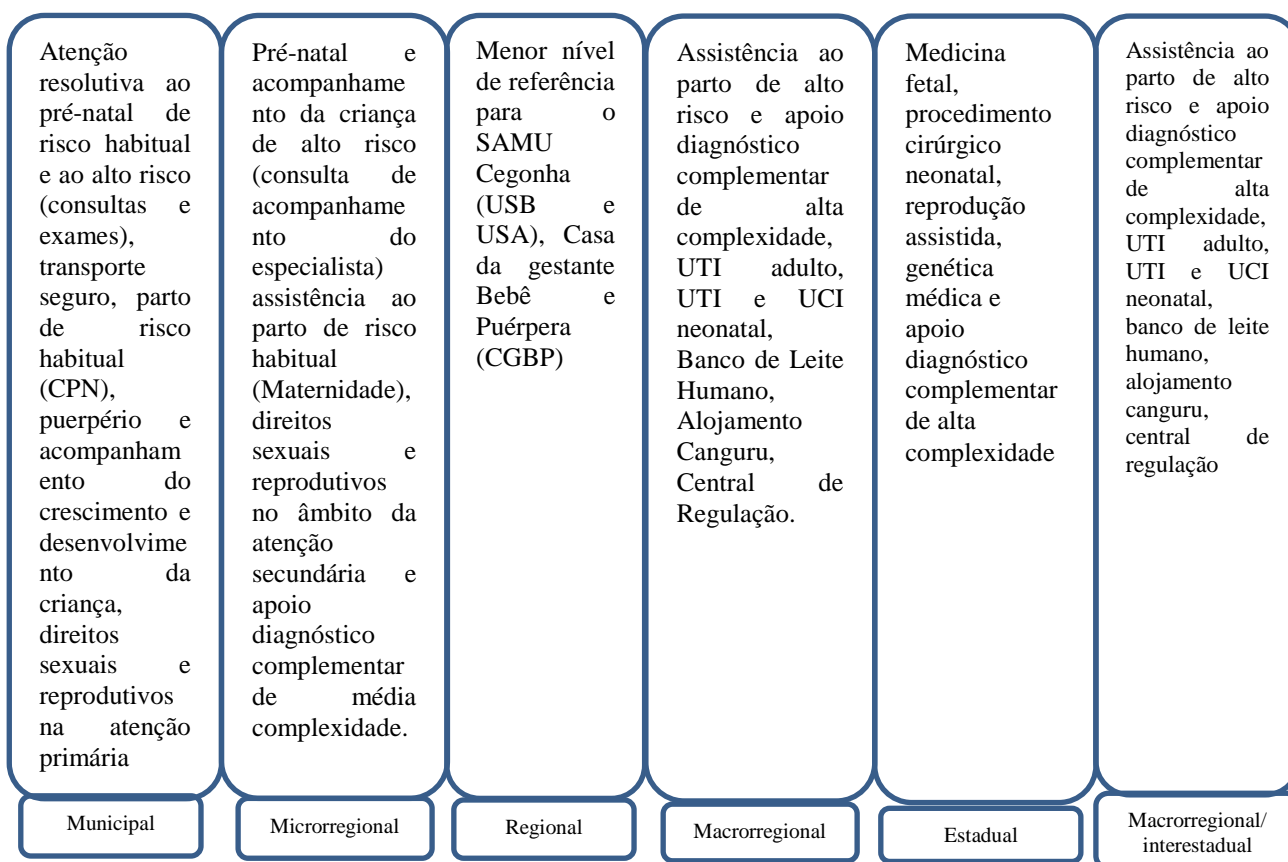 Atenção
resolutiva ao
pré-natal de
risco habitual
e ao alto risco
(consultas e
exames),
transporte
seguro, parto
de risco
habitual
(CPN),
puerpério e
acompanham
ento do
crescimento e
desenvolvime
nto da
criança,
direitos
sexuais e
reprodutivos
na atenção
primária
Municipal
Pré-natal e
acompanhame
nto da criança
de alto risco
(consulta de
acompanhame
nto do
especialista)
assistência ao
parto de risco
habitual
(Maternidade),
direitos
sexuais e
reprodutivos
no âmbito da
atenção
secundária e
apoio
diagnóstico
complementar
de média
complexidade.
Microrregional
Menor nível
de referência
para o
SAMU
Cegonha
(USB e
USA), Casa
da gestante
Bebê e
Puérpera
(CGBP)
Regional
Assistência ao
parto de alto
risco e apoio
diagnóstico
complementar
de alta
complexidade,
UTI adulto,
UTI e UCI
neonatal,
Banco de Leite
Humano,
Alojamento
Canguru,
Central de
Regulação.
Macrorregional
Medicina
fetal,
procedimento
cirúrgico
neonatal,
reprodução
assistida,
genética
médica e
apoio
diagnóstico
complementar
de alta
complexidade
Estadual
Assistência ao
parto de alto
risco e apoio
diagnóstico
complementar
de alta
complexidade,
UTI adulto,
UTI e UCI
neonatal,
banco de leite
humano,
alojamento
canguru,
central de
regulação
Macrorregional/
interestadual